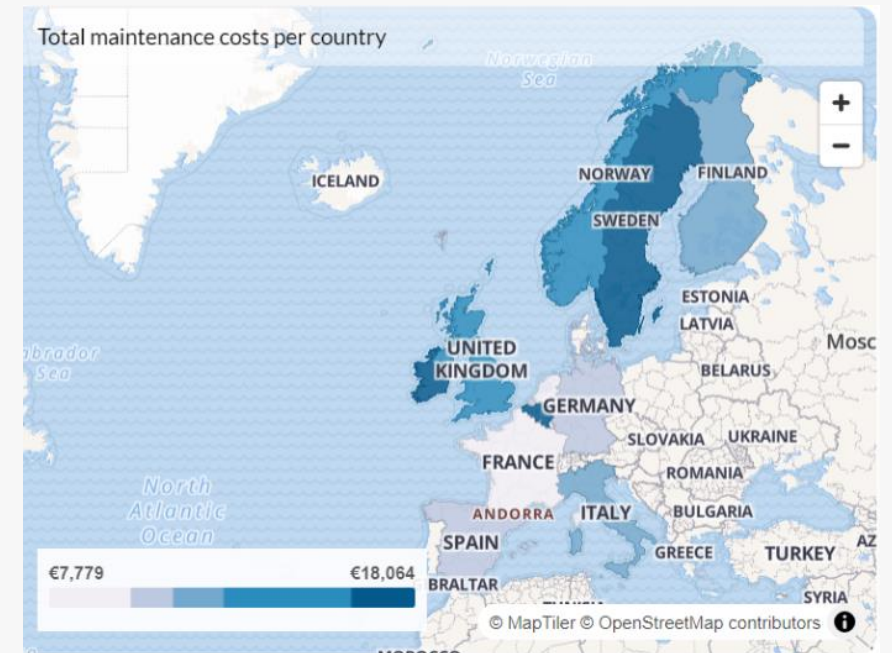 Total maintenance costs per country
Norwegian
Sea
+
−
ICELAND
NORWAY
FINLAND
SWEDEN
ESTONIA
LATVIA
Mosc
UNITED
KINGDOM
abrador
Sea
BELARUS
GERMANY
SLOVAKIA
UKRAINE
FRANCE
ROMANIA
North
Atlantic
Ocean
ANDORRA
ITALY
BULGARIA
SPAIN
GREECE
TURKEY
AZ
€7,779
€18,064
BRALTAR
SYRIA
© MapTiler © OpenStreetMap contributors
i